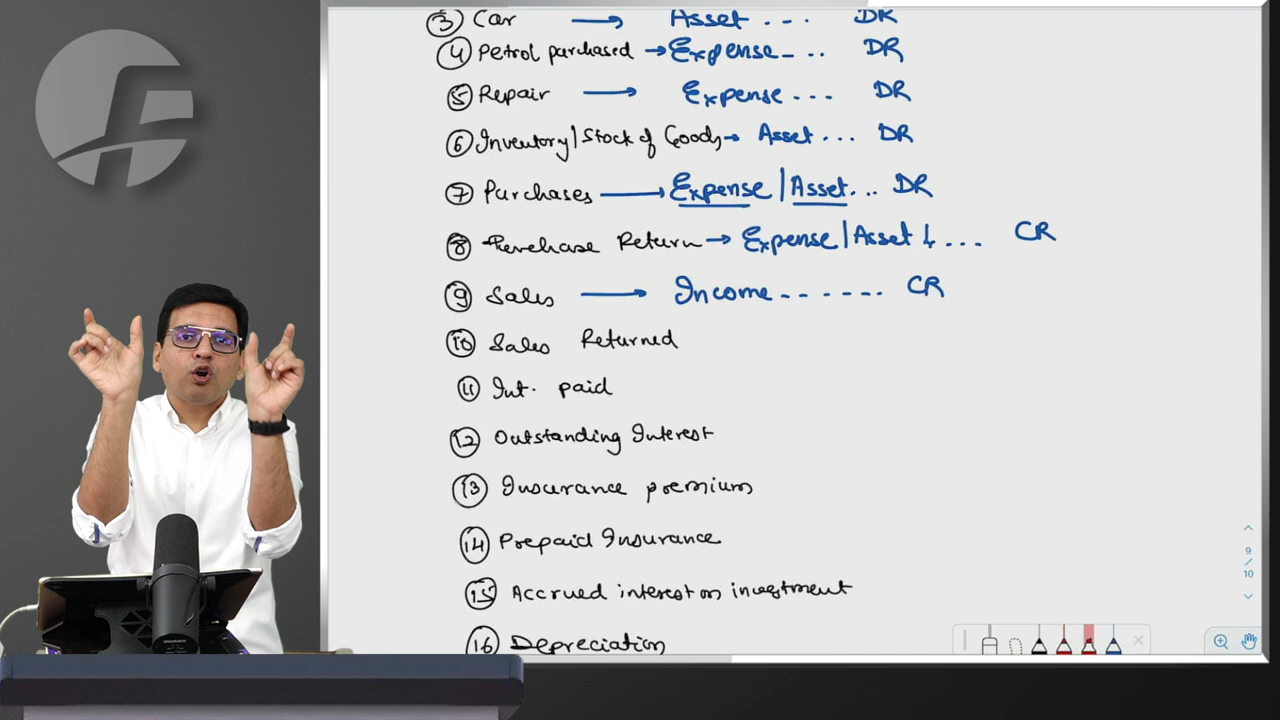 ③ Car → Asset ... DR
④ Petrol purchased → Expense ... DR
⑤ Repair → Expense ... DR
⑥ Inventory/Stock of Goods → Asset ... DR
⑦ Purchases → Expense | Asset... DR
⑧ Purchase Return → Expense | Asset ↓ ... CR
⑨ Sales → Income ....... CR
⑩ Sales Returned
⑪ Int. paid
⑫ Outstanding Interest
⑬ Insurance premium
⑭ Prepaid Insurance
⑮ Accrued interest on investment
⑯ Depreciation
9
/
10